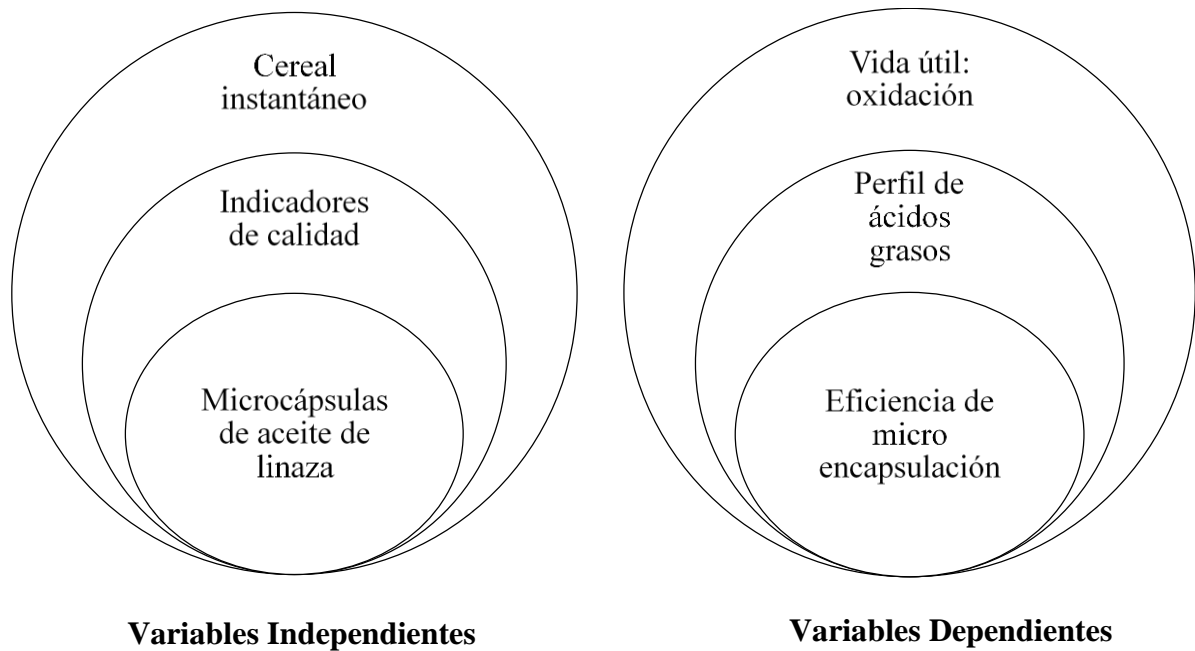 Cereal
instantáneo
Indicadores
de calidad
Microcápsulas
de aceite de
linaza
Variables Independientes
Vida útil:
oxidación
Perfil de
ácidos
grasos
Eficiencia de
micro
encapsulación
Variables Dependientes